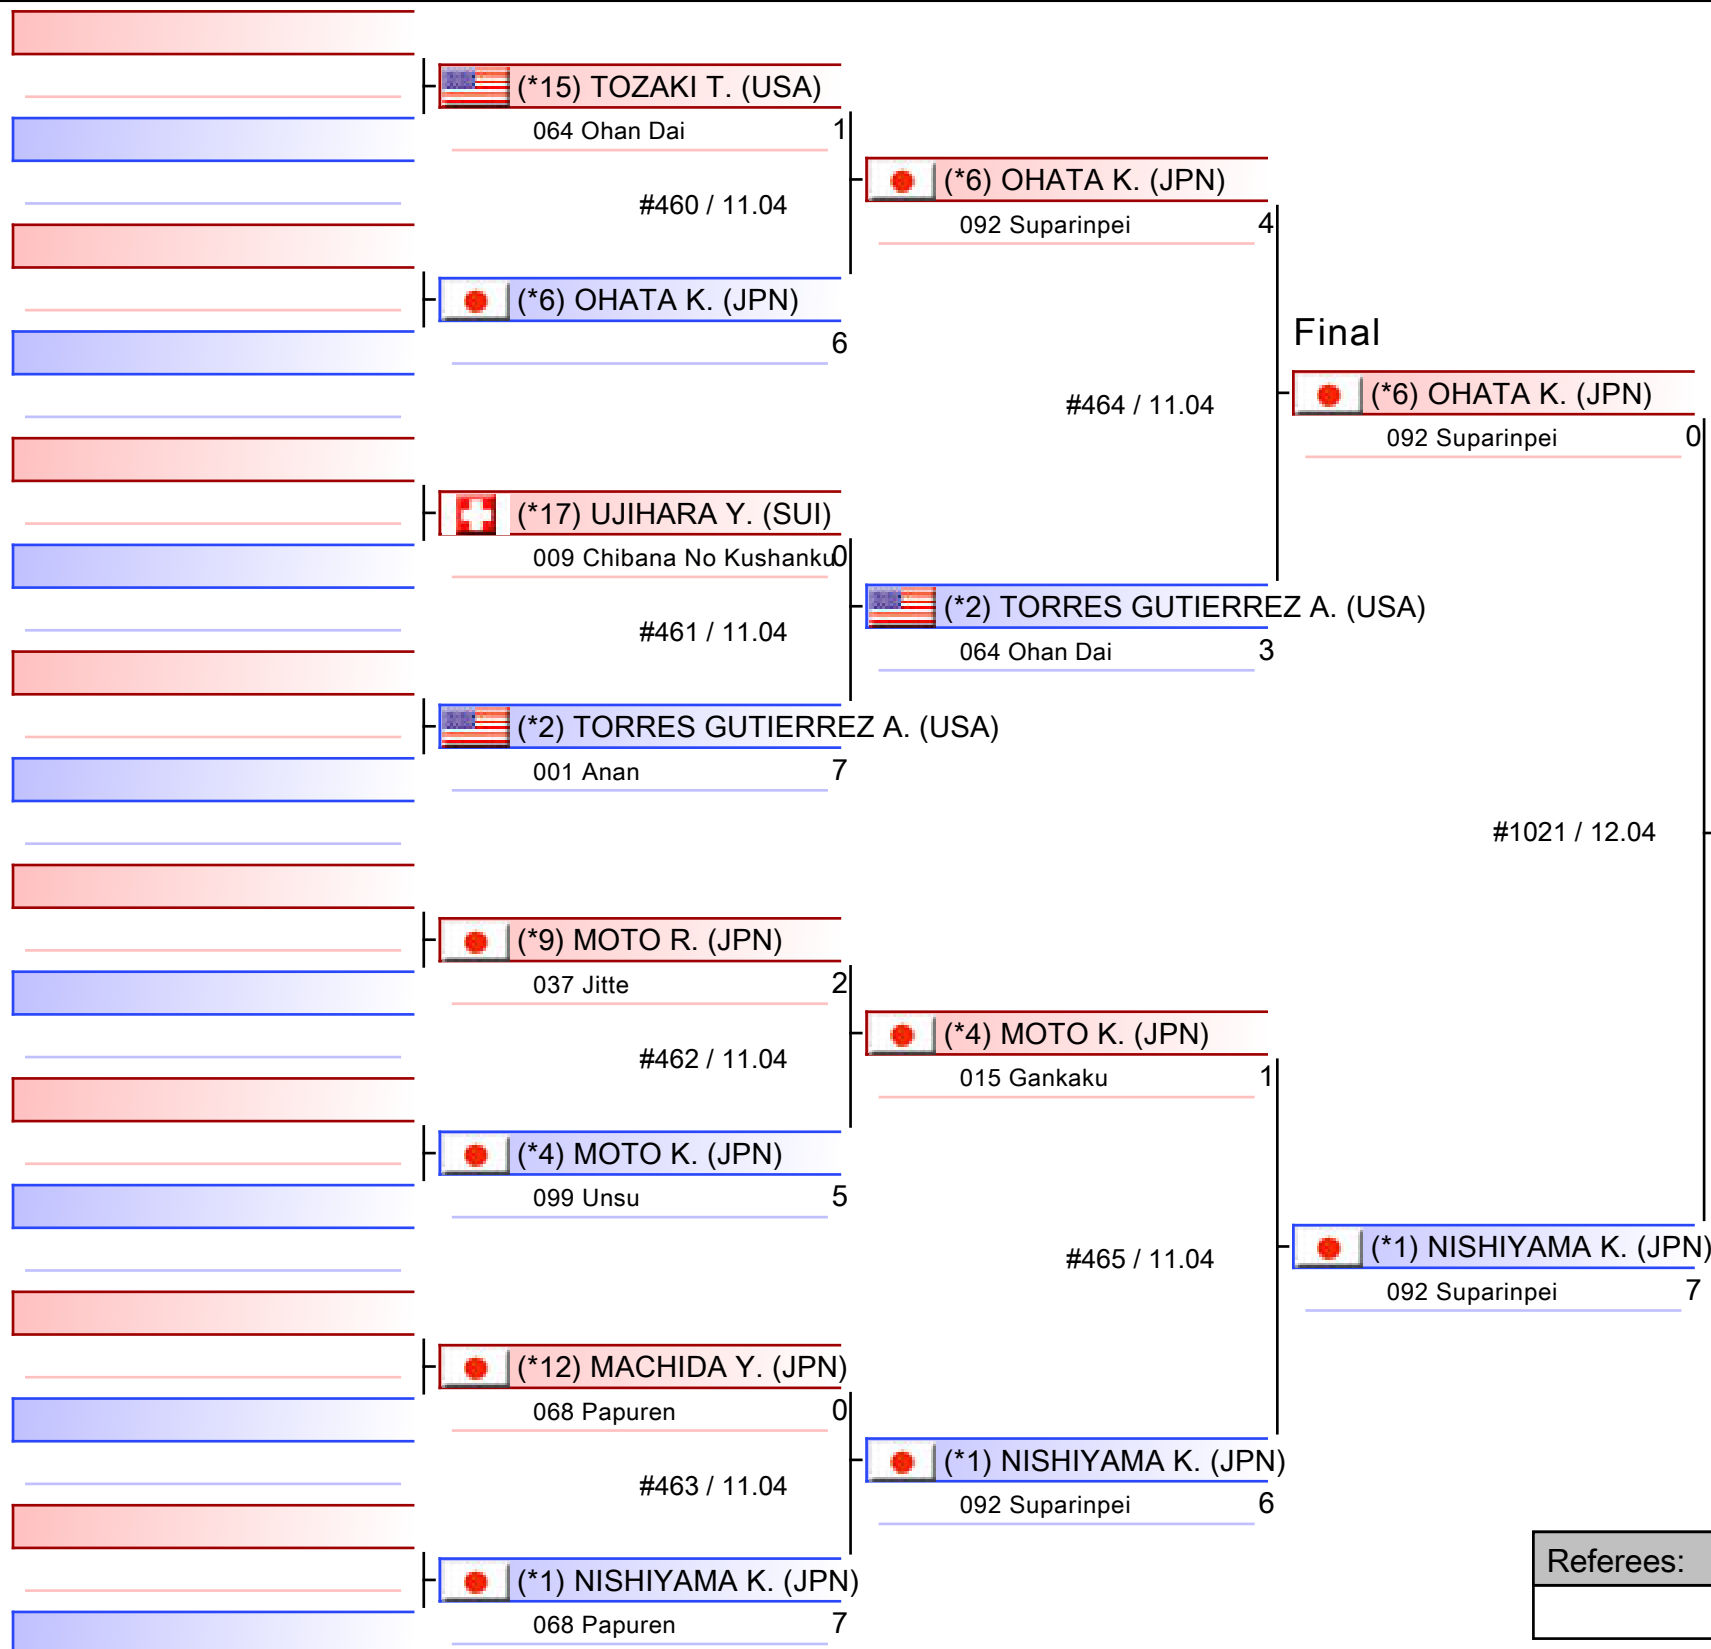 (*15) TOZAKI T. (USA)
064 Ohan Dai 1
#460 / 11.04
(*6) OHATA K. (JPN)
6
(*17) UJIHARA Y. (SUI)
009 Chibana No Kushanku 0
#461 / 11.04
(*2) TORRES GUTIERREZ A. (USA)
001 Anan 7
(*9) MOTO R. (JPN)
037 Jitte 2
#462 / 11.04
(*4) MOTO K. (JPN)
099 Unsu 5
(*12) MACHIDA Y. (JPN)
068 Papuren 0
#463 / 11.04
(*1) NISHIYAMA K. (JPN)
068 Papuren 7
(*6) OHATA K. (JPN)
092 Suparinpei 4
#464 / 11.04
(*2) TORRES GUTIERREZ A. (USA)
064 Ohan Dai 3
(*4) MOTO K. (JPN)
015 Gankaku 1
#465 / 11.04
(*1) NISHIYAMA K. (JPN)
092 Suparinpei 6
Final
(*6) OHATA K. (JPN)
092 Suparinpei 0
#1021 / 12.04
(*1) NISHIYAMA K. (JPN)
092 Suparinpei 7
Referees: